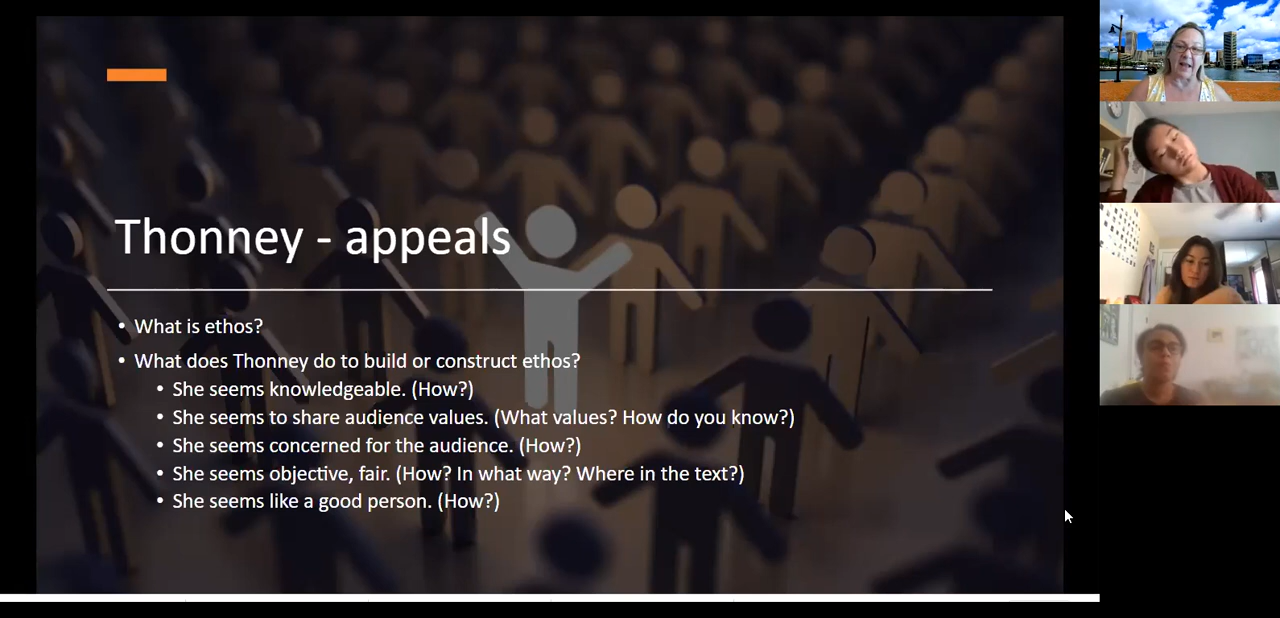 Thonney - appeals
• What is ethos?
• What does Thonney do to build or construct ethos?
• She seems knowledgeable. (How?)
• She seems to share audience values. (What values? How do you know?)
• She seems concerned for the audience. (How?)
• She seems objective, fair. (How? In what way? Where in the text?)
• She seems like a good person. (How?)